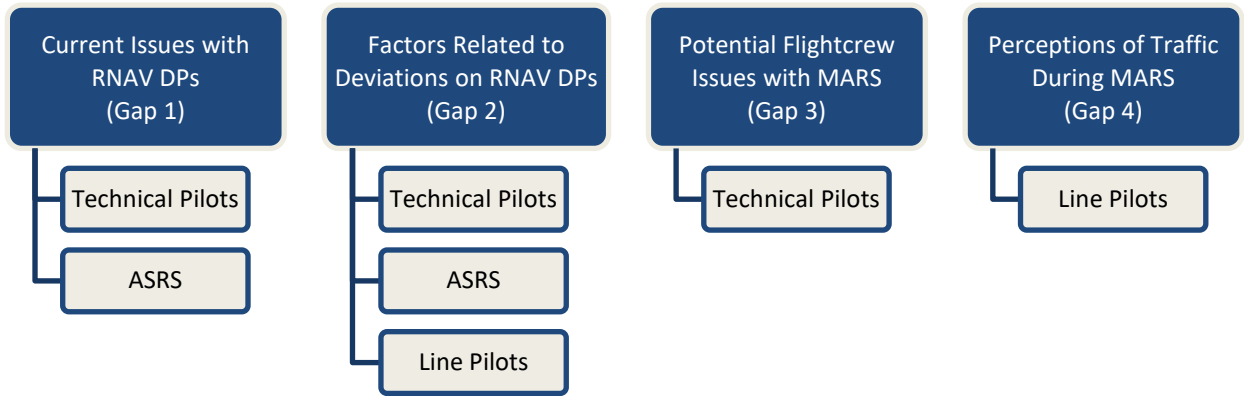 Current Issues with
RNAV DPs
(Gap 1)
Technical Pilots
ASRS
Factors Related to
Deviations on RNAV DPs
(Gap 2)
Technical Pilots
ASRS
Line Pilots
Potential Flightcrew
Issues with MARS
(Gap 3)
Technical Pilots
Perceptions of Traffic
During MARS
(Gap 4)
Line Pilots